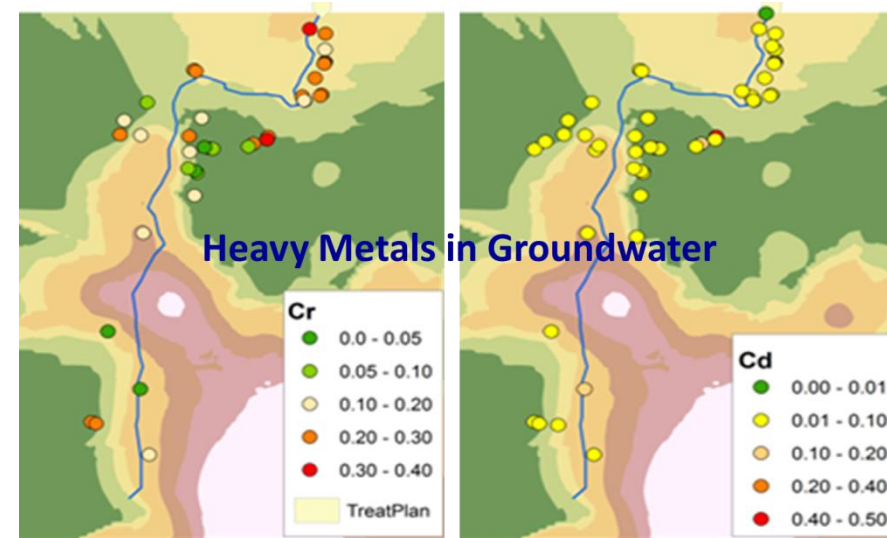 Heavy Metals in Groundwater
Cr
0.0 - 0.05
0.05 - 0.10
0.10 - 0.20
0.20 - 0.30
0.30 - 0.40
TreatPlan
Cd
0.00 - 0.01
0.01 - 0.10
0.10 - 0.20
0.20 - 0.40
0.40 - 0.50